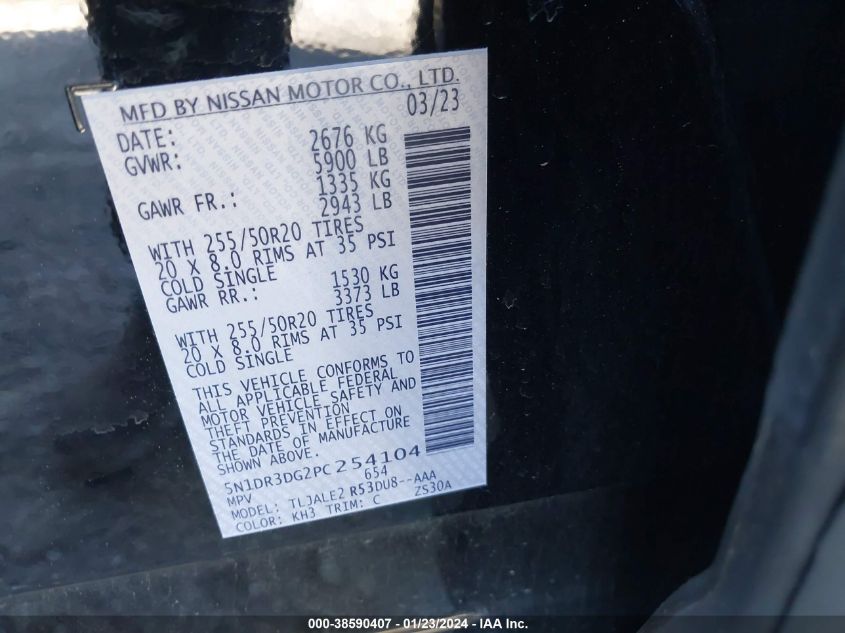 MFD BY NISSAN MOTOR CO., LTD.
DATE: 03/23
GVWR: 2676 KG
5900 LB
GAWR FR.: 1335 KG
2943 LB
WITH 255/50R20 TIRES
20 X 8.0 RIMS AT 35 PSI
COLD SINGLE
GAWR RR.: 1530 KG
3373 LB
WITH 255/50R20 TIRES
20 X 8.0 RIMS AT 35 PSI
COLD SINGLE
THIS VEHICLE CONFORMS TO
ALL APPLICABLE FEDERAL
MOTOR VEHICLE SAFETY AND
THEFT PREVENTION
STANDARDS IN EFFECT ON
THE DATE OF MANUFACTURE
SHOWN ABOVE.
5N1DR3DG2PC254104
MPV 654
MODEL: TLJALE2 R53DU8--AAA
COLOR: KH3 TRIM: C ZS30A
000-38590407 - 01/23/2024 - IAA Inc.